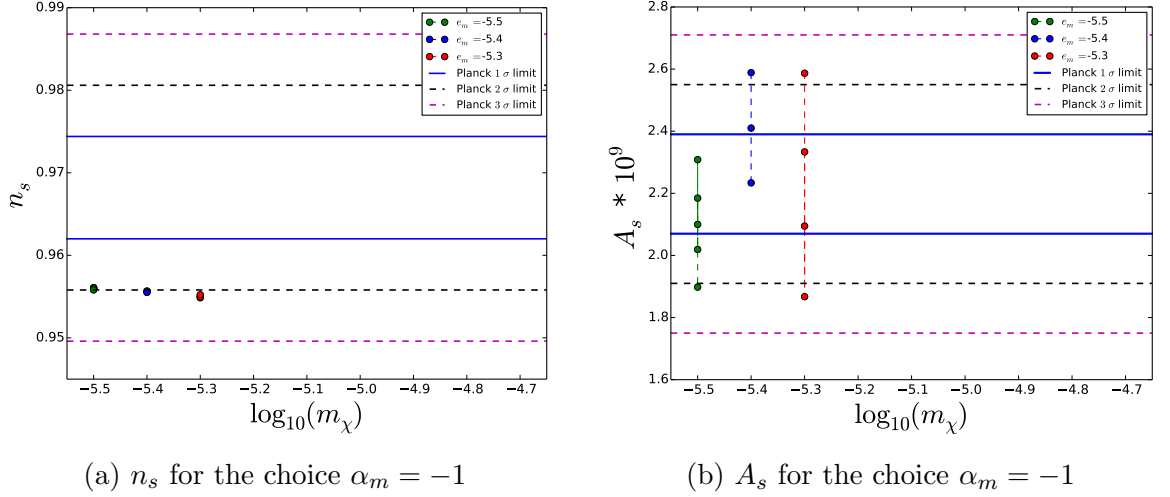 0.99
0.98
0.97
0.96
0.95
n_s
−5.5 −5.4 −5.3 −5.2 −5.1 −5.0 −4.9 −4.8 −4.7
log₁₀(m_χ)
e_m =-5.5
e_m =-5.4
e_m =-5.3
Planck 1 σ limit
Planck 2 σ limit
Planck 3 σ limit
(a) n_s for the choice α_m = −1
2.8
2.6
2.4
2.2
2.0
1.8
1.6
A_s * 10⁹
−5.5 −5.4 −5.3 −5.2 −5.1 −5.0 −4.9 −4.8 −4.7
log₁₀(m_χ)
e_m =-5.5
e_m =-5.4
e_m =-5.3
Planck 1 σ limit
Planck 2 σ limit
Planck 3 σ limit
(b) A_s for the choice α_m = −1